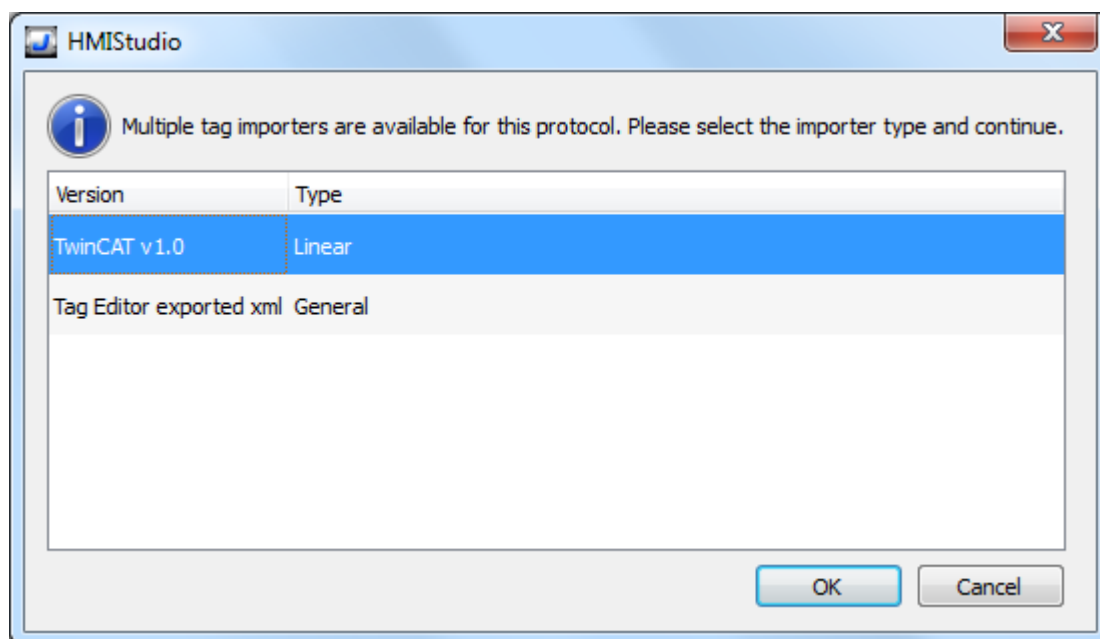 HMIStudio
Multiple tag importers are available for this protocol. Please select the importer type and continue.
Version Type
TwinCAT v1.0 Linear
Tag Editor exported xml General
OK Cancel